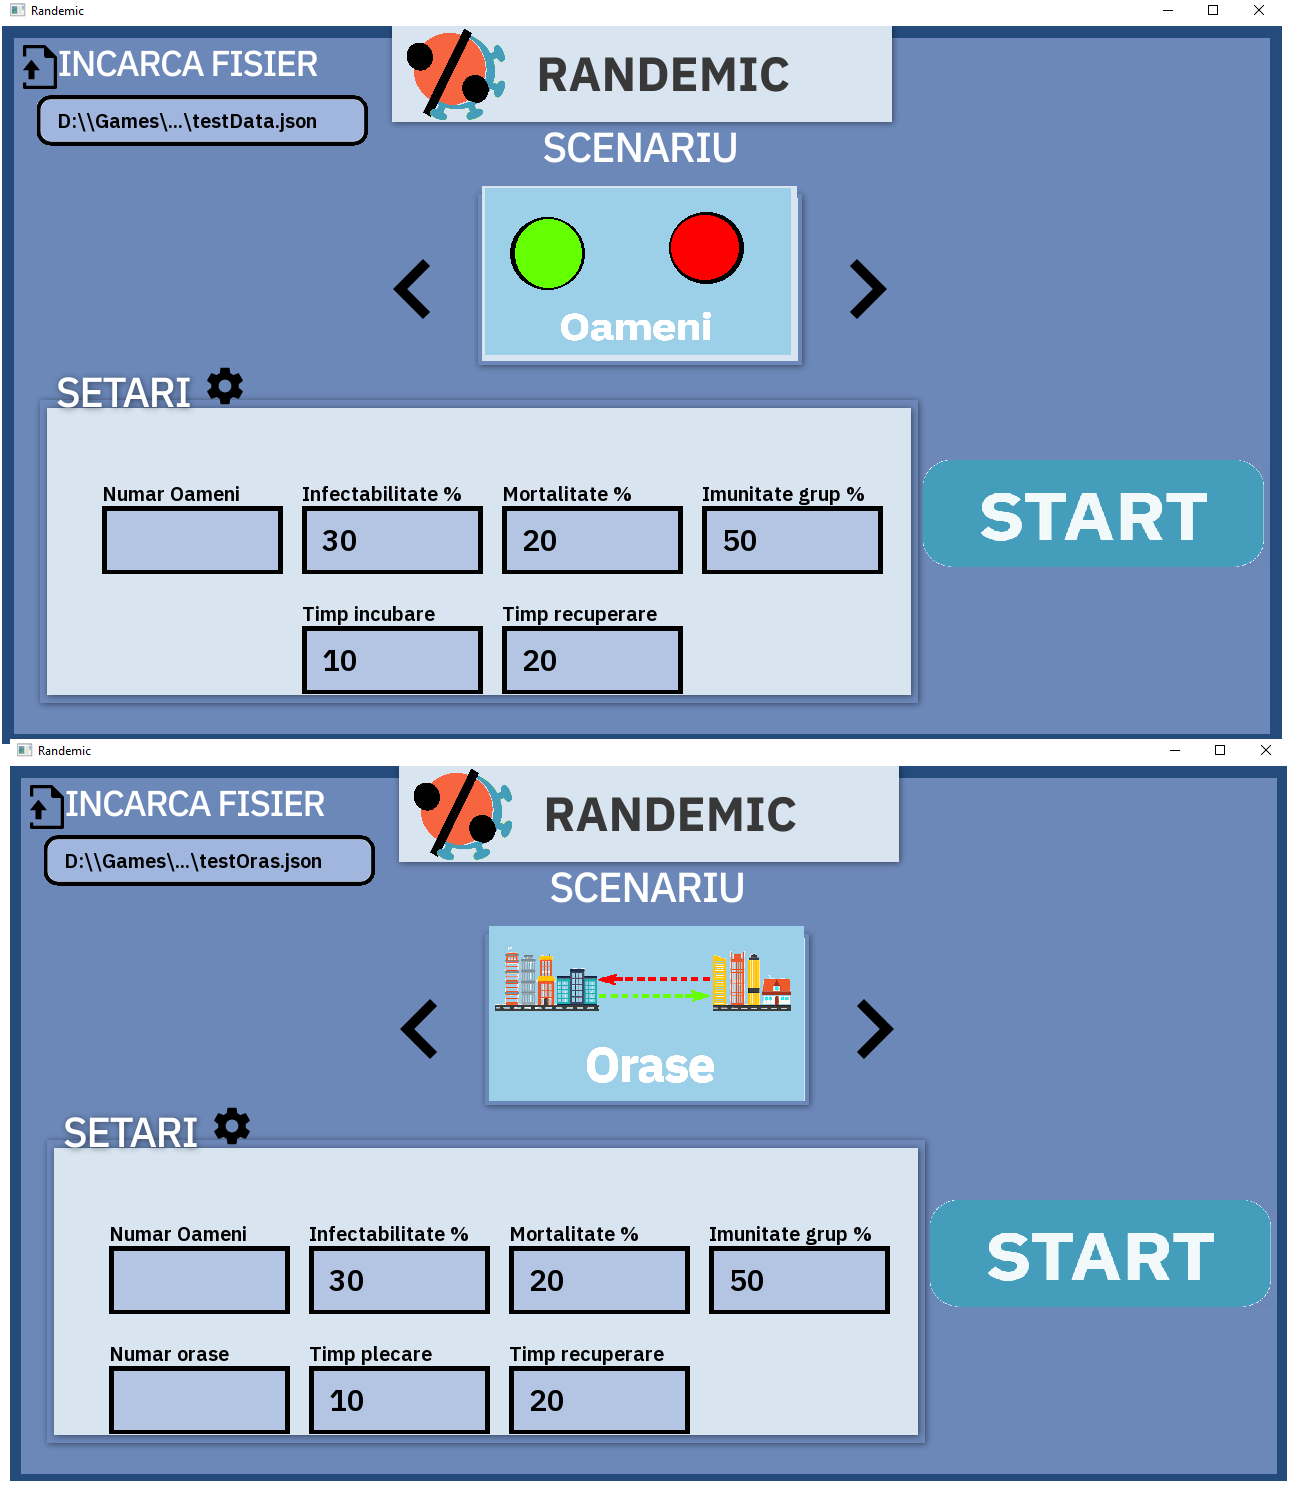 Randemic
INCARCA FISIER
D:\\Games\...\testData.json
RANDEMIC
SCENARIU
Oameni
SETARI
Numar Oameni Infectabilitate % Mortalitate % Imunitate grup %
30 20 50
Timp incubare Timp recuperare
10 20
START
Randemic
INCARCA FISIER
D:\\Games\...\testOras.json
RANDEMIC
SCENARIU
Orase
SETARI
Numar Oameni Infectabilitate % Mortalitate % Imunitate grup %
30 20 50
Numar orase Timp plecare Timp recuperare
10 20
START